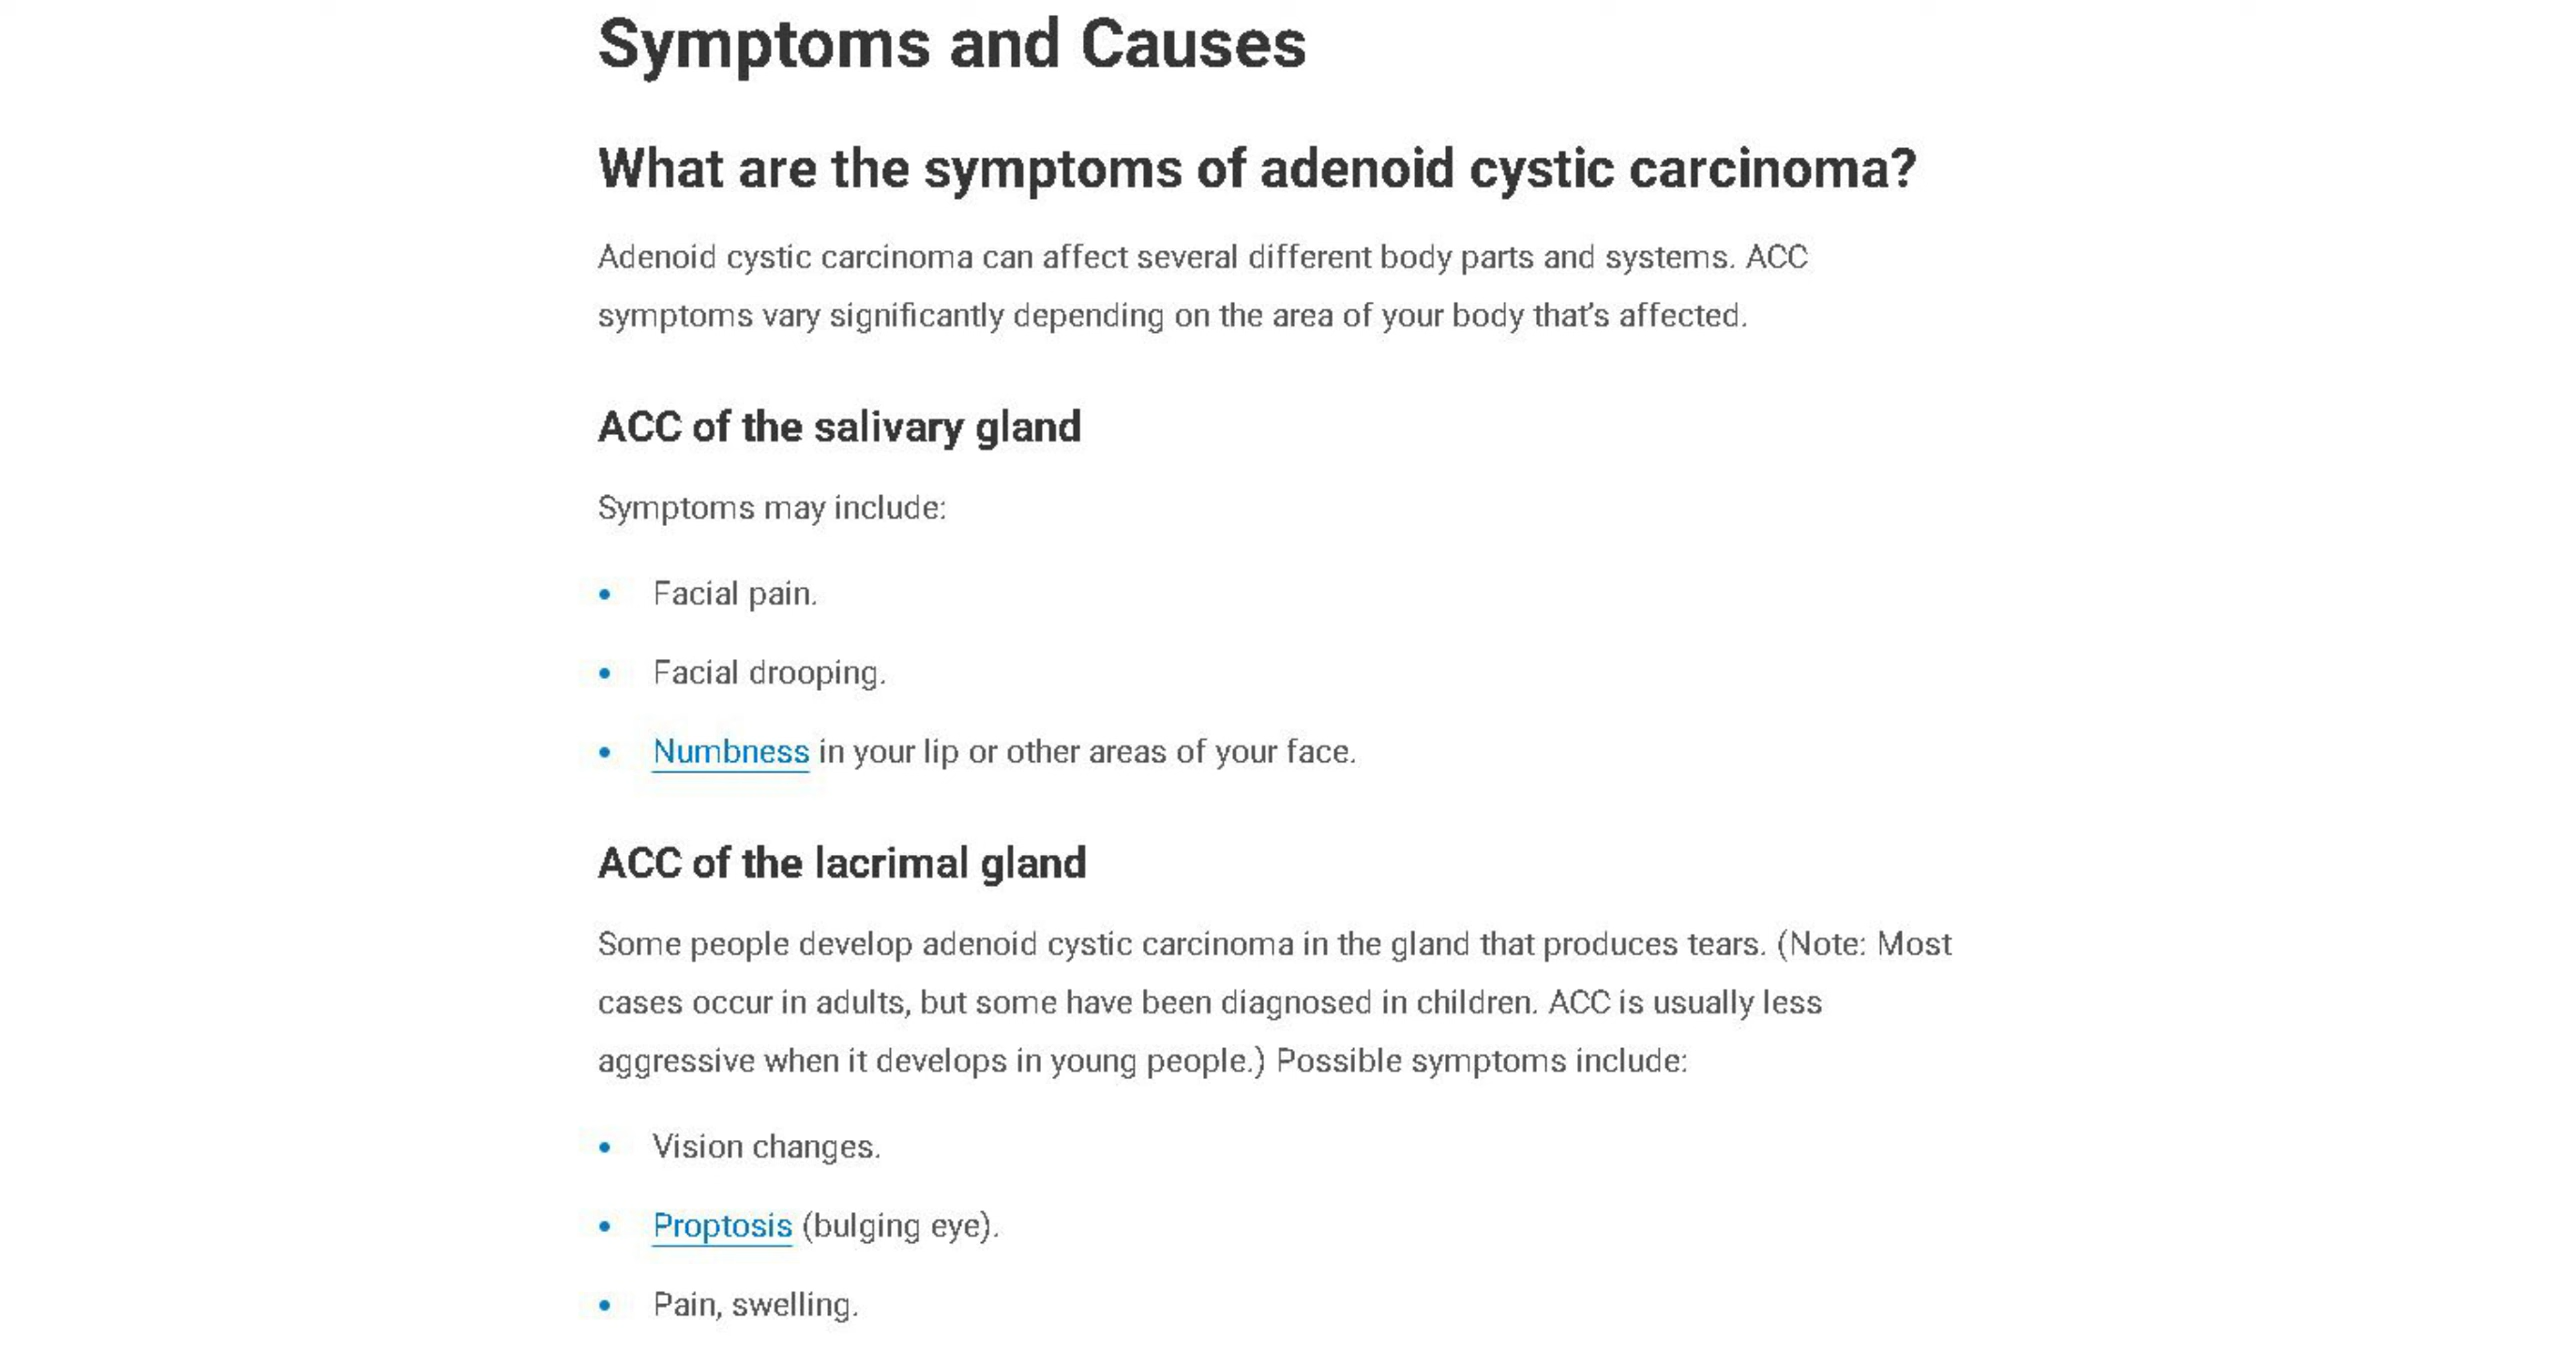 Symptoms and Causes
What are the symptoms of adenoid cystic carcinoma?
Adenoid cystic carcinoma can affect several different body parts and systems. ACC
symptoms vary significantly depending on the area of your body that's affected.
ACC of the salivary gland
Symptoms may include:
• Facial pain.
• Facial drooping.
• Numbness in your lip or other areas of your face.
ACC of the lacrimal gland
Some people develop adenoid cystic carcinoma in the gland that produces tears. (Note: Most
cases occur in adults, but some have been diagnosed in children. ACC is usually less
aggressive when it develops in young people.) Possible symptoms include:
• Vision changes.
• Proptosis (bulging eye).
• Pain, swelling.